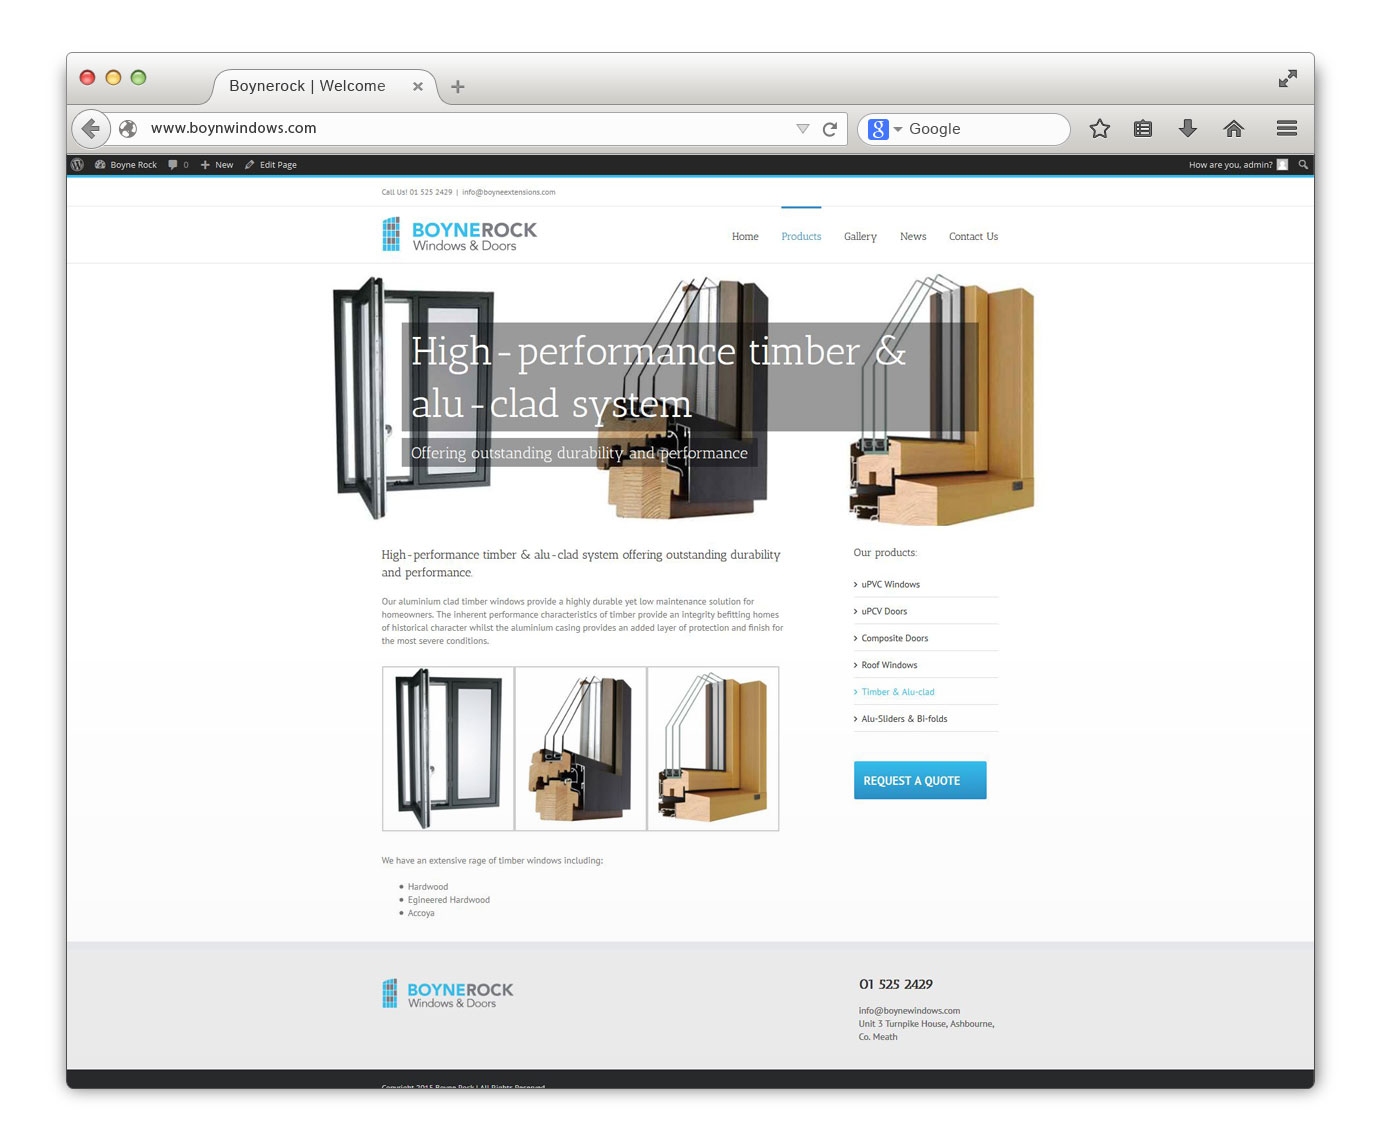 Boynerock | Welcome
www.boynwindows.com
Google
Boyne Rock 0 New Edit Page
How are you, admin?
Call Us! 01 525 2429 | info@boyneextensions.com
BOYNEROCK
Windows & Doors
Home Products Gallery News Contact Us
High-performance timber &
alu-clad system
Offering outstanding durability and performance
High-performance timber & alu-clad system offering outstanding durability
and performance.
Our aluminium clad timber windows provide a highly durable yet low maintenance solution for
homeowners. The inherent performance characteristics of timber provide an integrity befitting homes
of historical character whilst the aluminium casing provides an added layer of protection and finish for
the most severe conditions.
We have an extensive rage of timber windows including:
Hardwood
Egineered Hardwood
Accoya
Our products:
uPVC Windows
uPCV Doors
Composite Doors
Roof Windows
Timber & Alu-clad
Alu-Sliders & Bi-folds
REQUEST A QUOTE
BOYNEROCK
Windows & Doors
01 525 2429
info@boynewindows.com
Unit 3 Turnpike House, Ashbourne,
Co. Meath
Copyright 2015 Boyne Rock | All Rights Reserved